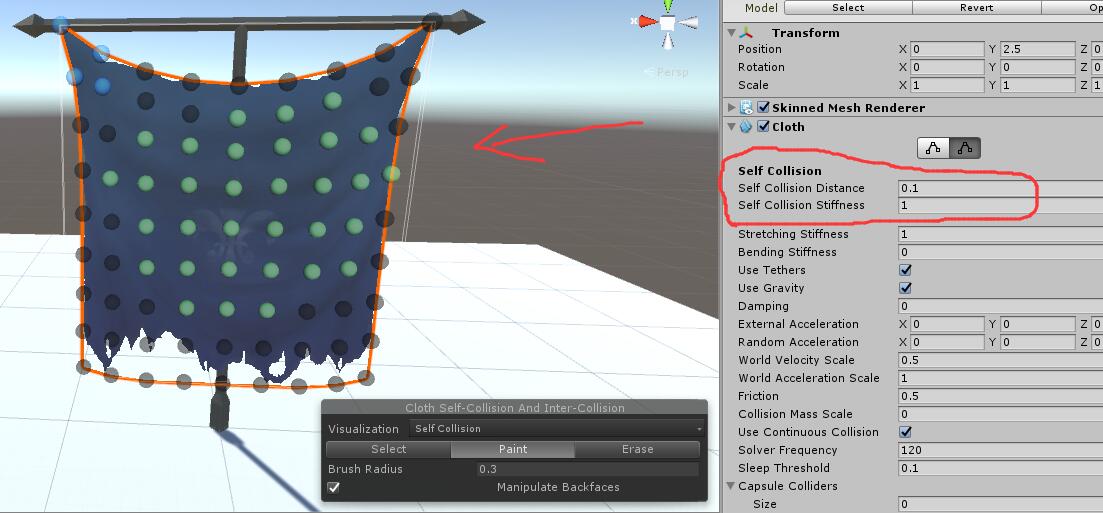 Model Select Revert Op
Transform
Position X 0 Y 2.5 Z 0
Rotation X 0 Y 0 Z 0
Scale X 1 Y 1 Z 1
Skinned Mesh Renderer
Cloth
Self Collision
Self Collision Distance 0.1
Self Collision Stiffness 1
Stretching Stiffness 1
Bending Stiffness 0
Use Tethers
Use Gravity
Damping 0
External Acceleration X 0 Y 0 Z 0
Random Acceleration X 0 Y 0 Z 0
World Velocity Scale 0.5
World Acceleration Scale 1
Friction 0.5
Collision Mass Scale 0
Use Continuous Collision
Solver Frequency 120
Sleep Threshold 0.1
Capsule Colliders
Size 0
y
x
Persp
Cloth Self-Collision And Inter-Collision
Visualization Self Collision
Select Paint Erase
Brush Radius 0.3
Manipulate Backfaces